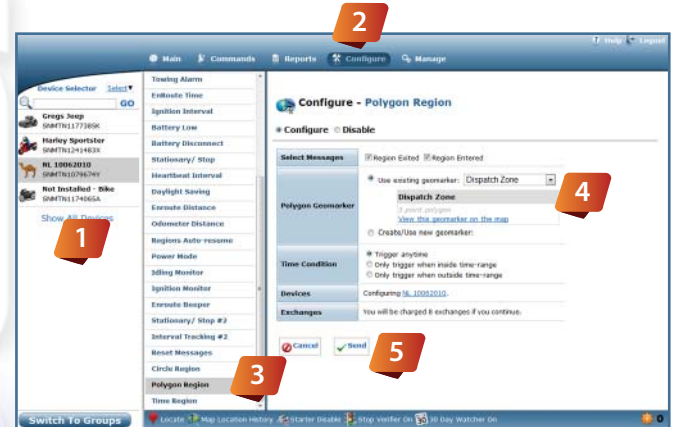 2
Help Logout
Main Commands Reports Configure Manage
Device Selector Select
GO
Gregs Jeep
SNMTN1177385K
Harley Sportster
SNMTN1241483X
NL 10062010
SNMTN1079674Y
Not Installed - Bike
SNMTN1174065A
Show All Devices
1
Switch To Groups
Towing Alarm
EnRoute Time
Ignition Interval
Battery Low
Battery Disconnect
Stationary/ Stop
Heartbeat Interval
Daylight Saving
Enroute Distance
Odometer Distance
Regions Auto-resume
Power Mode
Idling Monitor
Ignition Monitor
Enroute Beeper
Stationary/ Stop #2
Interval Tracking #2
Reset Messages
Circle Region
Polygon Region
Time Region
3
Configure - Polygon Region
Configure Disable
Select Messages Region Exited Region Entered
Polygon Geomarker
Use existing geomarker: Dispatch Zone
Dispatch Zone
5 point polygon
View this geomarker on the map
Create/Use new geomarker:
4
Time Condition
Trigger anytime
Only trigger when inside time-range
Only trigger when outside time-range
Devices Configuring NL 10062010.
Exchanges You will be charged 8 exchanges if you continue.
Cancel Send
5
Locate Map Location History Starter Disable Stop Verifier On 30 Day Watcher On 0